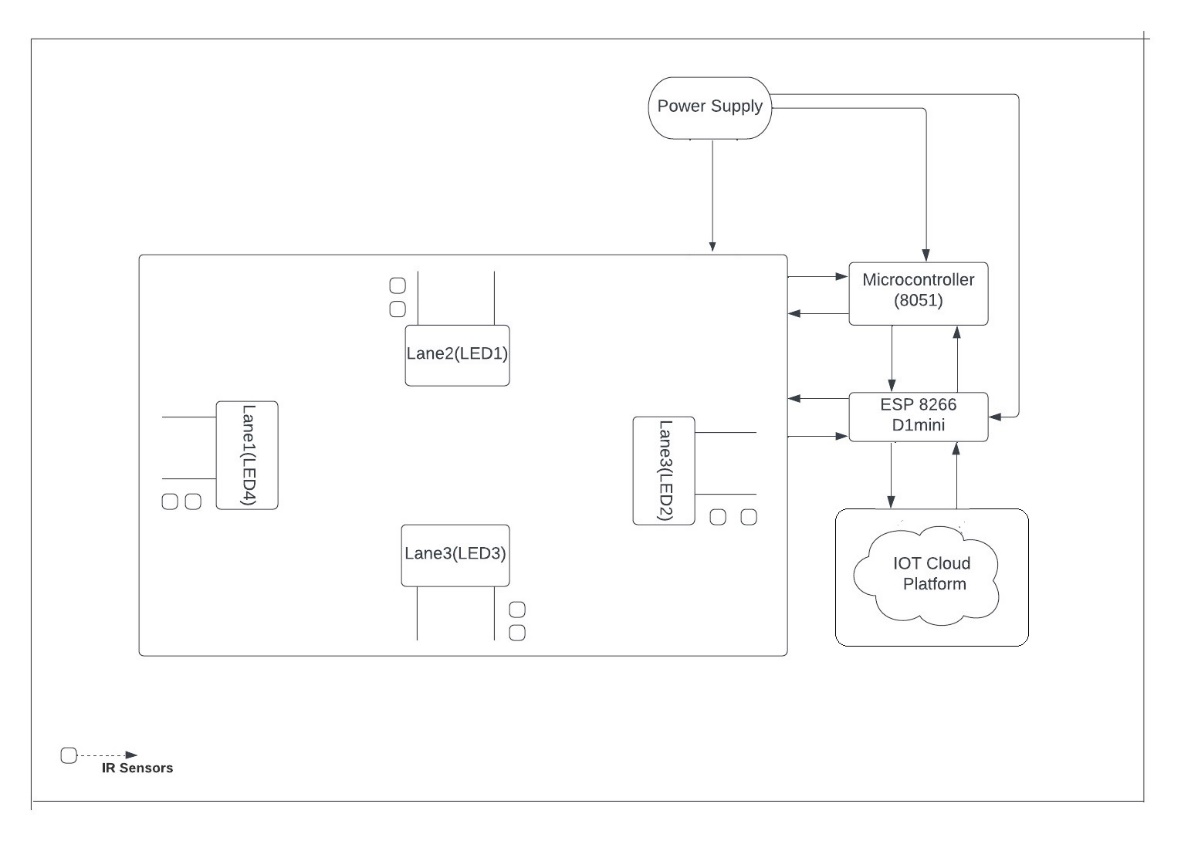 Power Supply
Microcontroller
(8051)
Lane2(LED1)
ESP 8266
D1mini
Lane1(LED4)
Lane3(LED2)
Lane3(LED3)
IOT Cloud
Platform
IR Sensors